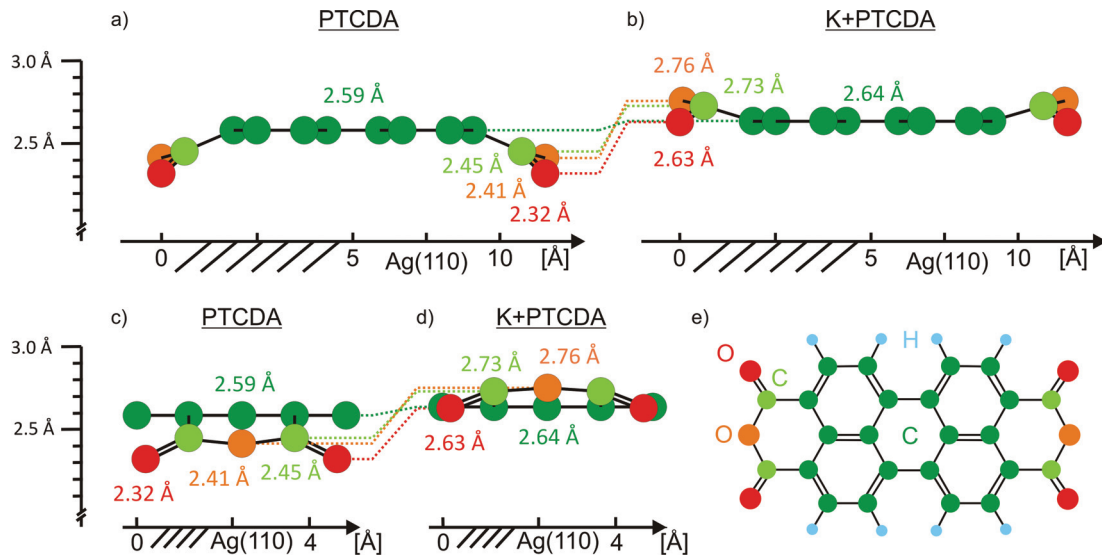 a) PTCDA
b) K+PTCDA
3.0 Å
2.5
2.59 Å
2.45 Å
2.41 Å
2.32 Å
2.76 Å
2.73 Å
2.64 Å
2.63 Å
0 5 Ag(110) 10 [Å]
0 5 Ag(110) 10 [Å]
c) PTCDA
d) K+PTCDA
e)
3.0 Å
2.5
2.59 Å
2.32 Å
2.41 Å
2.45 Å
2.73 Å
2.76 Å
2.63 Å
2.64 Å
0 Ag(110) 4 [Å]
0 Ag(110) 4 [Å]
O
H
C
O
C